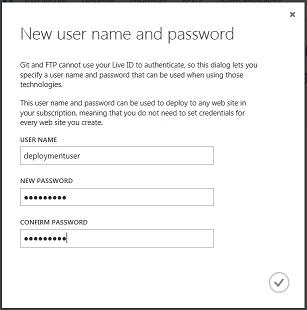 New user name and password
Git and FTP cannot use your Live ID to authenticate, so this dialog lets you
specify a user name and password that can be used when using those
technologies.
This user name and password can be used to deploy to any web site in
your subscription, meaning that you do not need to set credentials for
every web site you create.
USER NAME
deploymentuser
NEW PASSWORD
●●●●●●●●●
CONFIRM PASSWORD
●●●●●●●●●